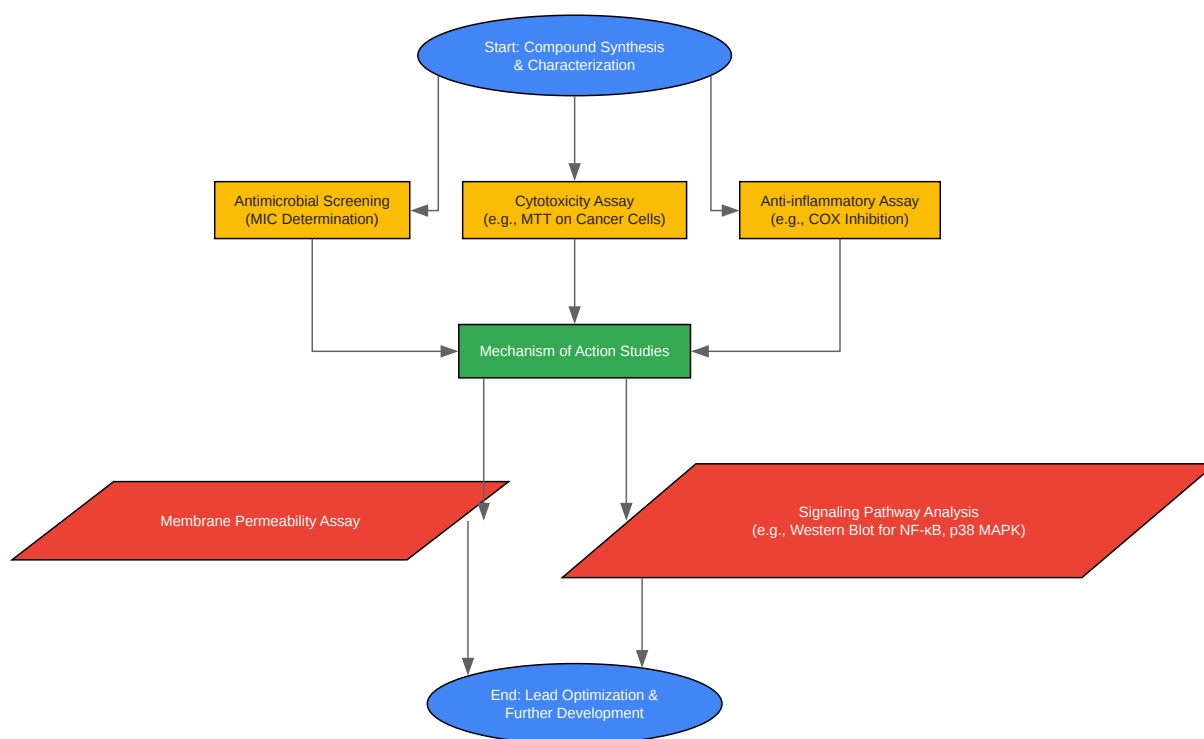 Start: Compound Synthesis
& Characterization
Antimicrobial Screening
(MIC Determination)
Cytotoxicity Assay
(e.g., MTT on Cancer Cells)
Anti-inflammatory Assay
(e.g., COX Inhibition)
Mechanism of Action Studies
Membrane Permeability Assay
Signaling Pathway Analysis
(e.g., Western Blot for NF-κB, p38 MAPK)
End: Lead Optimization &
Further Development